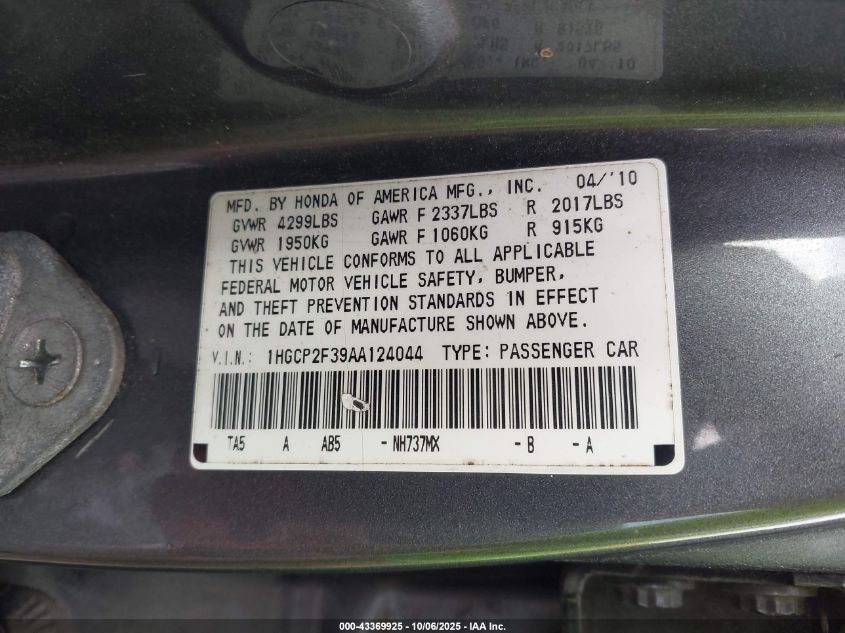 MFD. BY HONDA OF AMERICA MFG., INC. 04/'10
GVWR 4299LBS GAWR F 2337LBS R 2017LBS
GVWR 1950KG GAWR F 1060KG R 915KG
THIS VEHICLE CONFORMS TO ALL APPLICABLE
FEDERAL MOTOR VEHICLE SAFETY, BUMPER,
AND THEFT PREVENTION STANDARDS IN EFFECT
ON THE DATE OF MANUFACTURE SHOWN ABOVE.
V.I.N.: 1HGCP2F39AA124044 TYPE: PASSENGER CAR
TA5 A AB5 - NH737MX - B - A
000-43369925 - 10/06/2025 - IAA Inc.